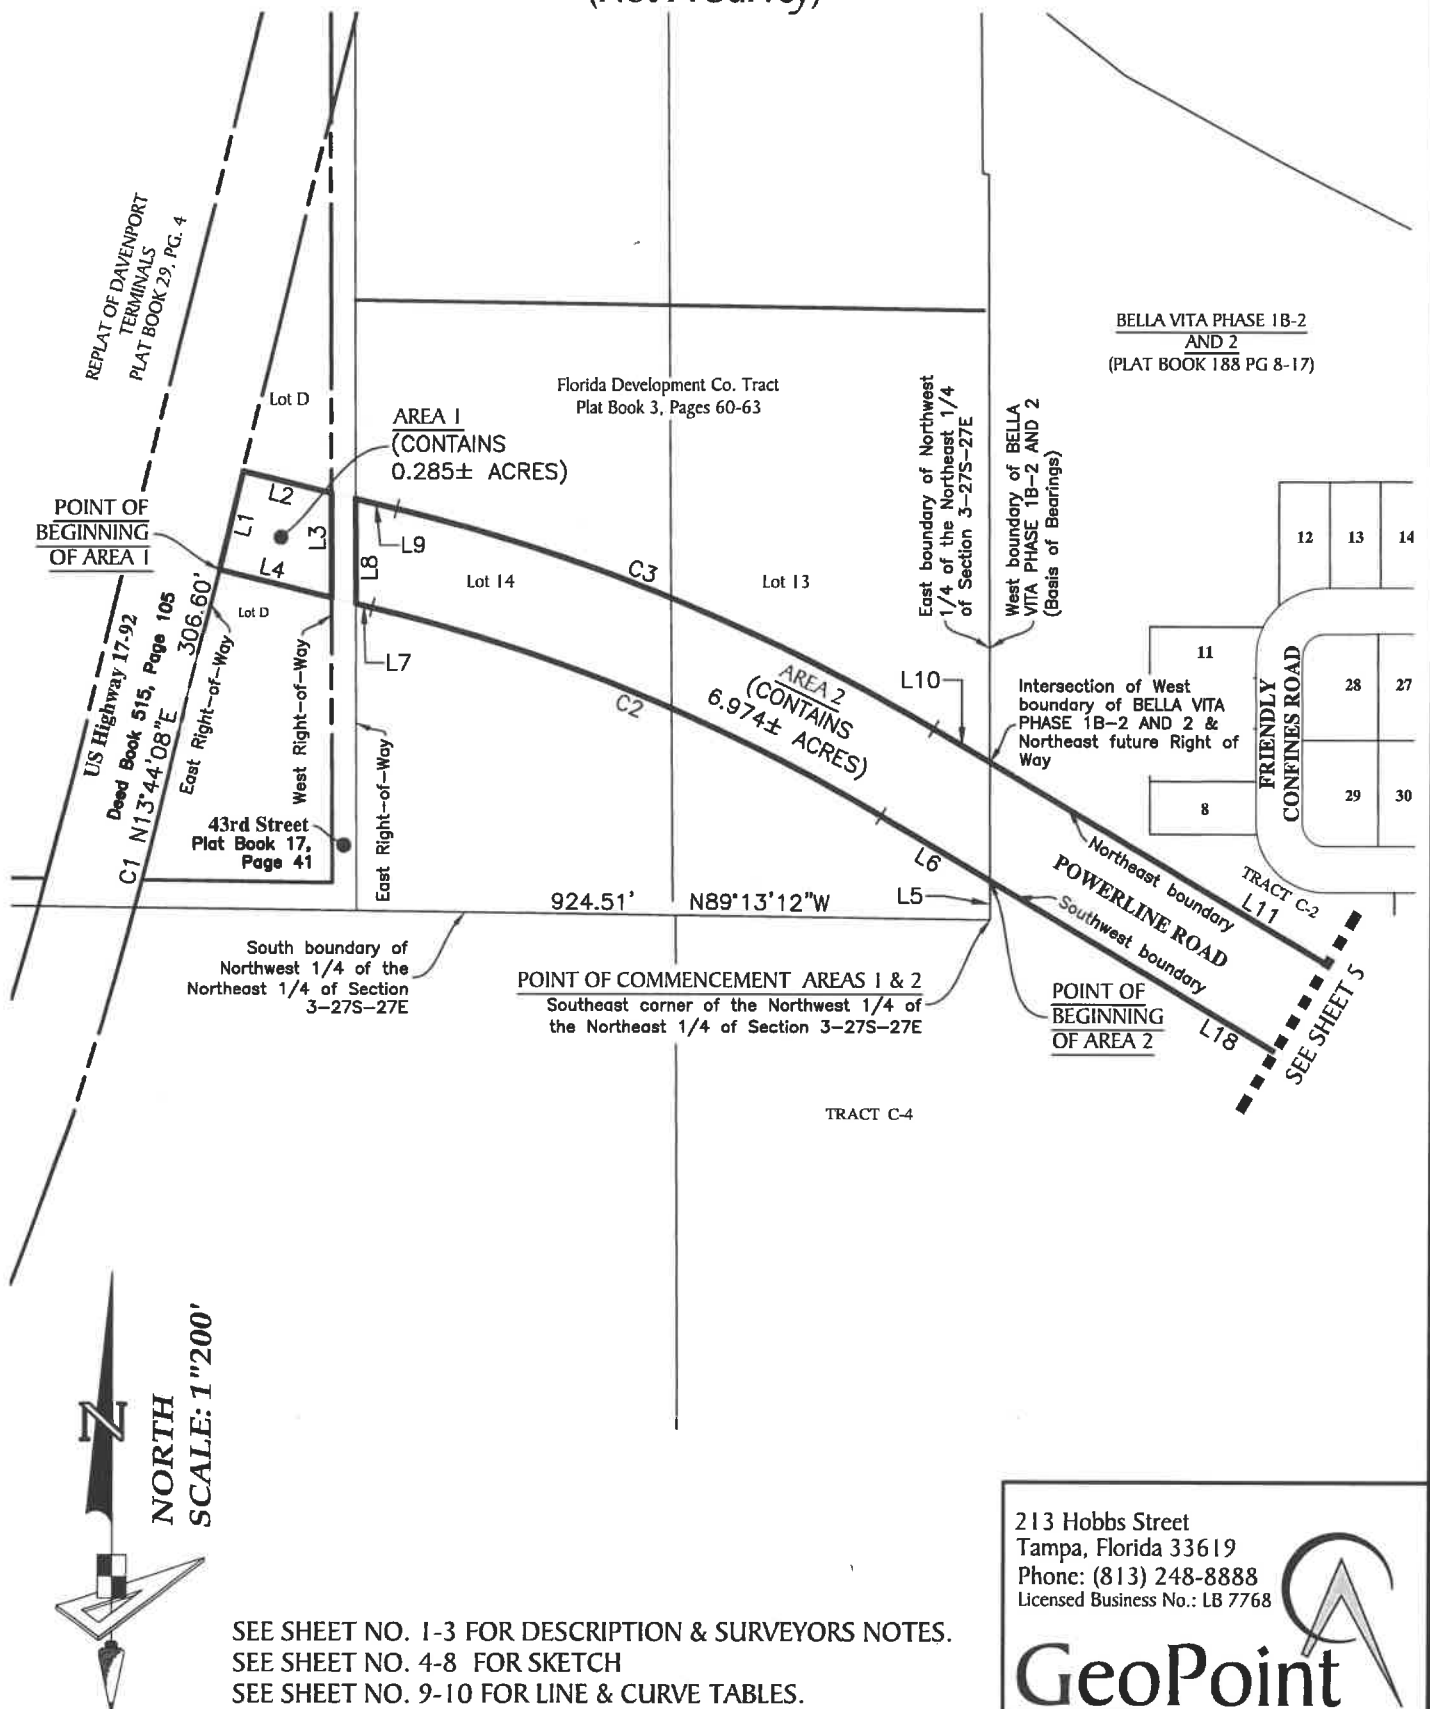 (Not A Survey)
REPLAT OF DAVENPORT
TERMINALS
PLAT BOOK 29, PG. 4
Lot D
BELLA VITA PHASE 1B-2
AND 2
(PLAT BOOK 188 PG 8-17)
Florida Development Co. Tract
Plat Book 3, Pages 60-63
AREA 1
(CONTAINS
0.285± ACRES)
East boundary of Northwest
1/4 of the Northeast 1/4
of Section 3-27S-27E
West boundary of BELLA
VITA PHASE 1B-2 AND 2
(Basis of Bearings)
POINT OF
BEGINNING
OF AREA 1
L1
L2
L3
L4
L8
L9
L7
Lot 14
C3
Lot 13
C2
AREA 2
(CONTAINS
6.974± ACRES)
L10
12
13
14
11
28
27
8
29
30
FRIENDLY
CONFINES ROAD
Intersection of West
boundary of BELLA VITA
PHASE 1B-2 AND 2 &
Northeast future Right of
Way
US Highway 17-92
Deed Book 515, Page 105
C1 N13°44'08"E 306.60'
East Right-of-Way
Lot D
West Right-of-Way
43rd Street
Plat Book 17,
Page 41
East Right-of-Way
L6
L5
924.51' N89°13'12"W
Northeast boundary
POWERLINE ROAD
Southwest boundary
TRACT C-2
L11
L18
SEE SHEET 5
South boundary of
Northwest 1/4 of the
Northeast 1/4 of Section
3-27S-27E
POINT OF COMMENCEMENT AREAS 1 & 2
Southeast corner of the Northwest 1/4 of
the Northeast 1/4 of Section 3-27S-27E
POINT OF
BEGINNING
OF AREA 2
TRACT C-4
N
NORTH
SCALE: 1"200'
SEE SHEET NO. 1-3 FOR DESCRIPTION & SURVEYORS NOTES.
SEE SHEET NO. 4-8 FOR SKETCH
SEE SHEET NO. 9-10 FOR LINE & CURVE TABLES.
213 Hobbs Street
Tampa, Florida 33619
Phone: (813) 248-8888
Licensed Business No.: LB 7768
GeoPoint